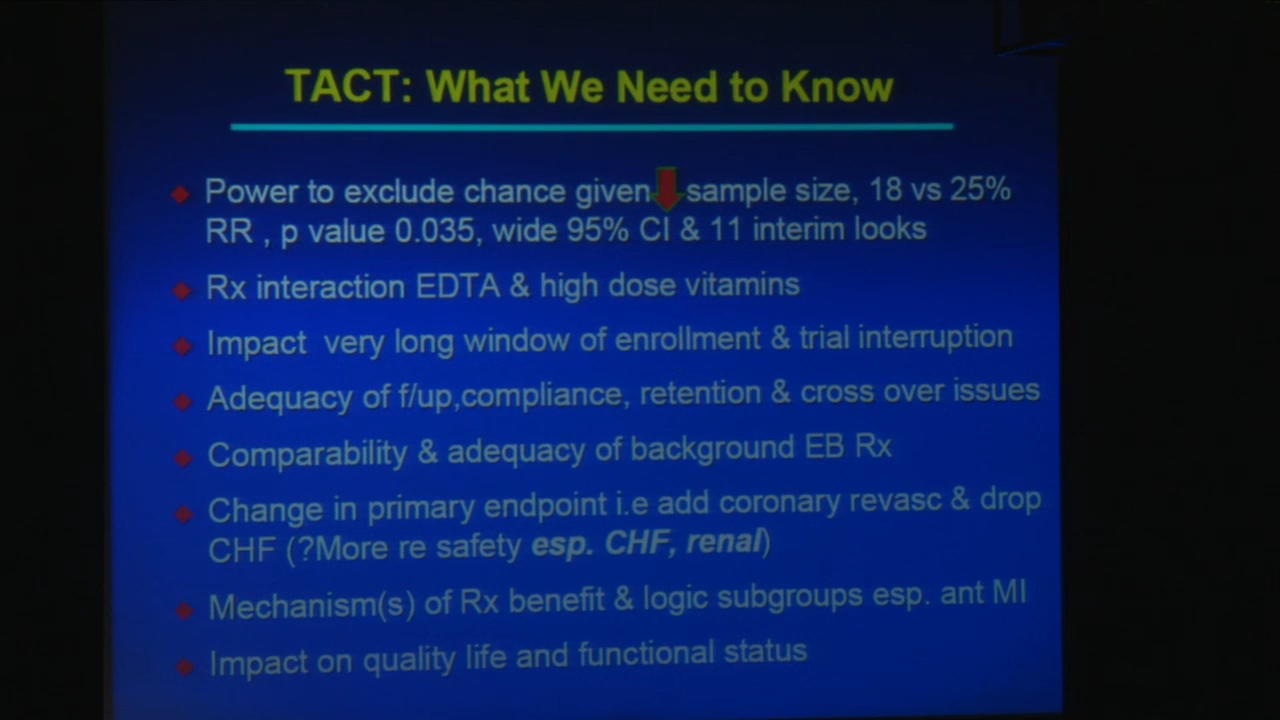 TACT: What We Need to Know
Power to exclude chance given sample size, 18 vs 25%
RR , p value 0.035, wide 95% CI & 11 interim looks
Rx interaction EDTA & high dose vitamins
Impact very long window of enrollment & trial interruption
Adequacy of f/up,compliance, retention & cross over issues
Comparability & adequacy of background EB Rx
Change in primary endpoint i.e add coronary revasc & drop
CHF (?More re safety esp. CHF, renal)
Mechanism(s) of Rx benefit & logic subgroups esp. ant MI
Impact on quality life and functional status